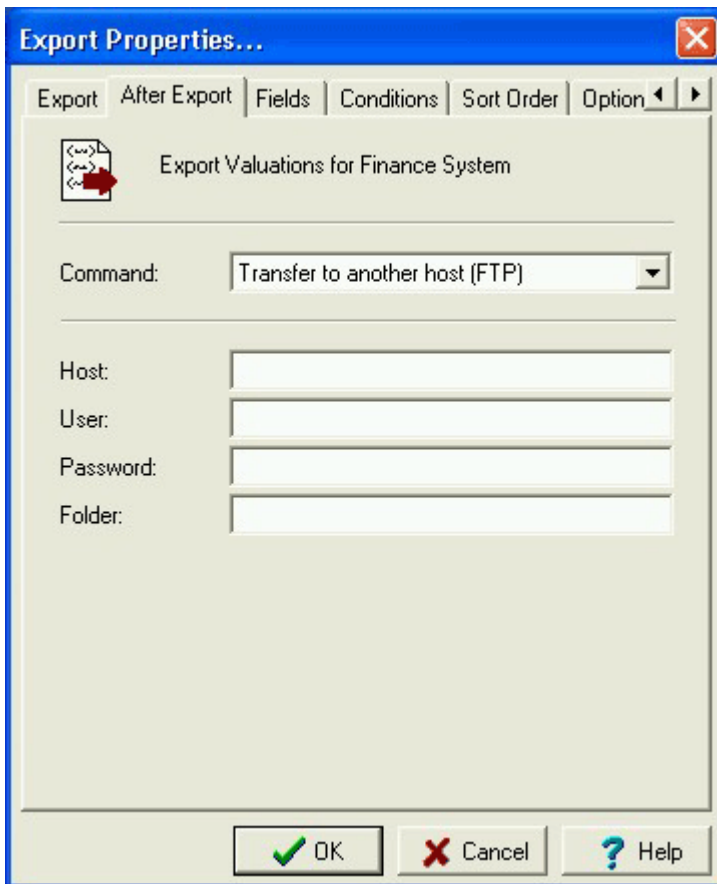 Export Properties...
Export After Export Fields Conditions Sort Order Option
Export Valuations for Finance System
Command: Transfer to another host (FTP)
Host:
User:
Password:
Folder:
OK Cancel Help